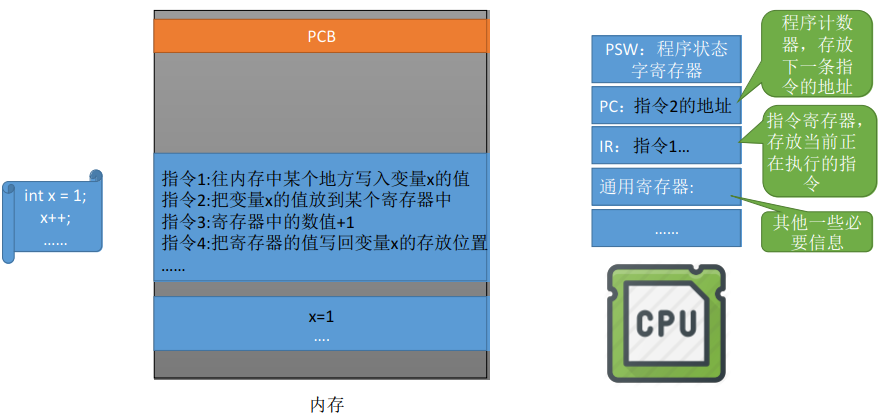 PCB
int x = 1;
x++;
……
指令1:往内存中某个地方写入变量x的值
指令2:把变量x的值放到某个寄存器中
指令3:寄存器中的数值+1
指令4:把寄存器的值写回变量x的存放位置
……
x=1
….
内存
PSW：程序状态
字寄存器
PC：指令2的地址
IR：指令1…
通用寄存器:
……
程序计数
器，存放
下一条指
令的地址
指令寄存器，
存放当前正
在执行的指
令
其他一些必
要信息
CPU